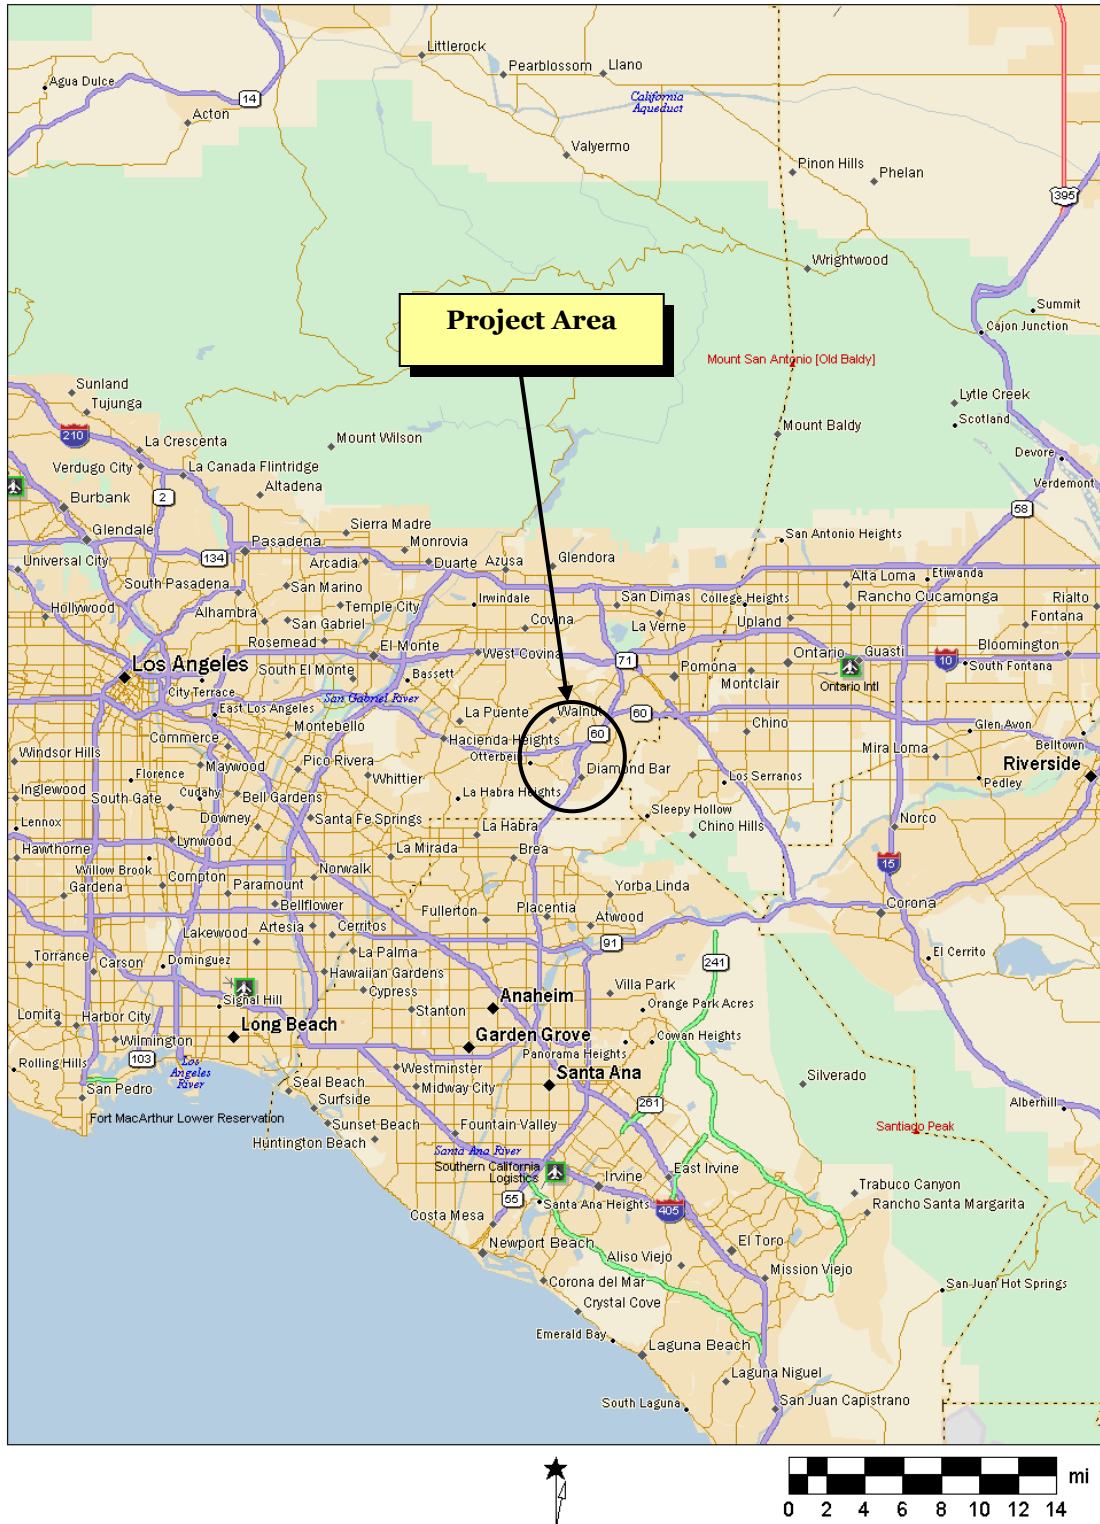 Littlerock
Pearblossom
Llano
Agua Dulce
14
California
Aqueduct
Acton
Valyermo
Pinon Hills
Phelan
395
Wrightwood
Summit
Cajon Junction
Project Area
Mount San Antonio [Old Baldy]
Sunland
Tujunga
Lytle Creek
Scotland
210
La Crescenta
Mount Wilson
Mount Baldy
Devore
Verdugo City
La Canada Flintridge
Verdemont
Altadena
2
Burbank
58
Glendale
Sierra Madre
San Antonio Heights
Pasadena
Monrovia
134
Universal City
Arcadia
Duarte
Azusa
Glendora
South Pasadena
San Marino
Alta Loma
Etiwanda
Rancho Cucamonga
Rialto
Hollywood
Alhambra
Temple City
Irwindale
San Dimas
College Heights
San Gabriel
Covina
La Verne
Upland
Fontana
Rosemead
El Monte
Bloomington
Los Angeles
South El Monte
West Covina
71
Pomona
Ontario
Guasti
10
South Fontana
Bassett
Montclair
Ontario Intl
City Terrace
San Gabriel River
East Los Angeles
La Puente
Walnut
60
Chino
Glen Avon
Montebello
Hacienda Heights
60
Belltown
Commerce
Otterbein
Mira Loma
Windsor Hills
Maywood
Pico Rivera
Whittier
Diamond Bar
Los Serranos
Riverside
Florence
Pedley
Inglewood
South Gate
Cudahy
Bell Gardens
La Habra Heights
Sleepy Hollow
Lennox
Downey
Santa Fe Springs
La Habra
Chino Hills
Norco
Hawthorne
Lynwood
La Mirada
Brea
15
Willow Brook
Compton
Norwalk
Gardena
Paramount
Yorba Linda
Bellflower
Fullerton
Placentia
Atwood
Corona
Lakewood
Artesia
Cerritos
91
Torrance
Carson
Dominguez
La Palma
El Cerrito
Hawaiian Gardens
241
Cypress
Villa Park
Signal Hill
Anaheim
Stanton
Orange Park Acres
Lomita
Harbor City
Long Beach
Garden Grove
Cowan Heights
Wilmington
Panorama Heights
Rolling Hills
103
Los
Angeles
River
Westminster
Santa Ana
San Pedro
Seal Beach
Midway City
Silverado
Surfside
261
Alberhill
Fort MacArthur Lower Reservation
Sunset Beach
Fountain Valley
Santiago Peak
Huntington Beach
Santa Ana River
Southern California
Logistics
East Irvine
Irvine
Trabuco Canyon
55
Santa Ana Heights
405
Rancho Santa Margarita
Costa Mesa
Newport Beach
El Toro
Aliso Viejo
Mission Viejo
Corona del Mar
San Juan Hot Springs
Crystal Cove
Emerald Bay
Laguna Beach
Laguna Niguel
South Laguna
San Juan Capistrano
mi
0 2 4 6 8 10 12 14